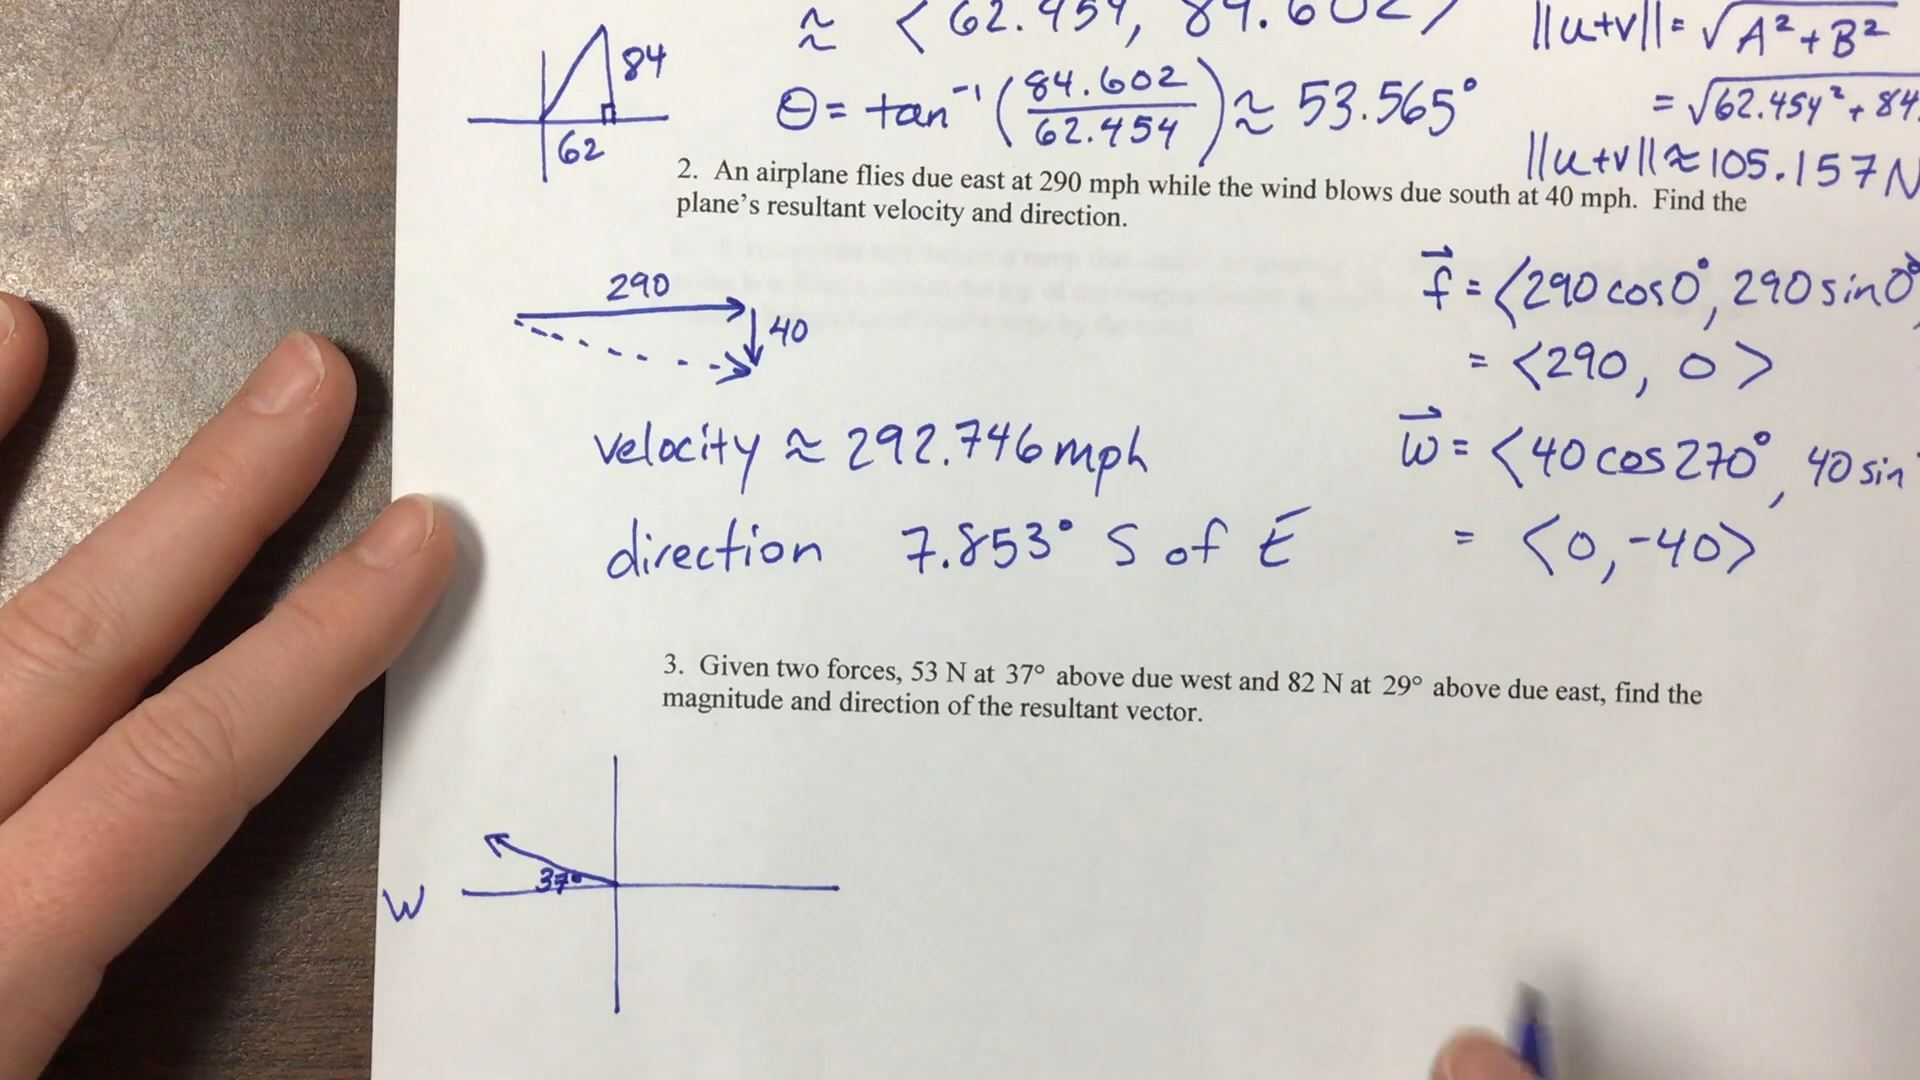 ≈ ⟨62.454, 84.602⟩
||u+v|| = √A²+B²
84
62
θ = tan⁻¹ (84.602/62.454) ≈ 53.565°
= √62.454² + 84.
||u+v|| ≈ 105.157 N
2. An airplane flies due east at 290 mph while the wind blows due south at 40 mph. Find the
plane's resultant velocity and direction.
290
40
f = ⟨290 cos 0°, 290 sin 0°
= ⟨290, 0⟩
velocity ≈ 292.746 mph
w = ⟨40 cos 270°, 40 sin
direction 7.853° S of E
= ⟨0, -40⟩
3. Given two forces, 53 N at 37° above due west and 82 N at 29° above due east, find the
magnitude and direction of the resultant vector.
37°
W